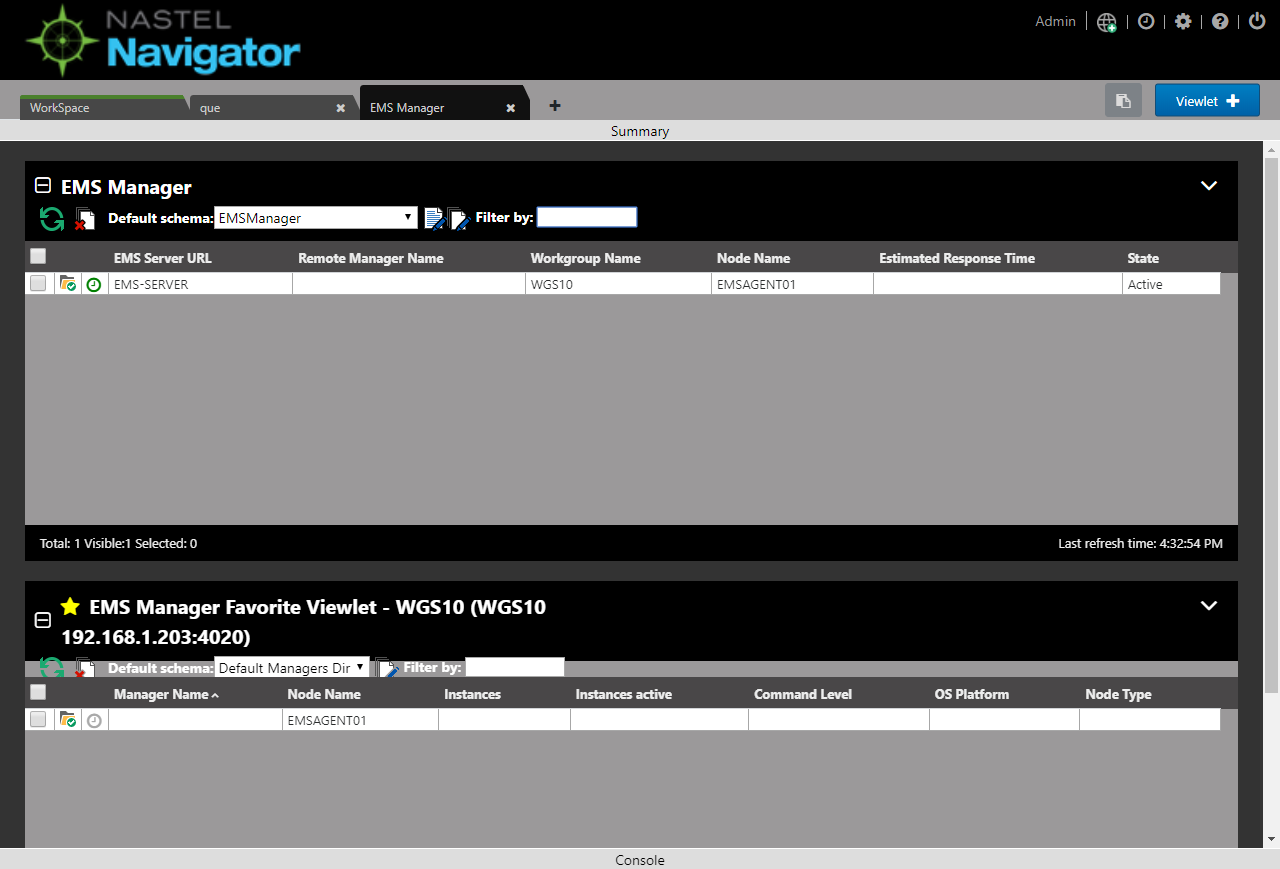 NASTEL
Navigator
Admin
WorkSpace
que
EMS Manager
Viewlet
Summary
EMS Manager
Default schema: EMSManager Filter by:
EMS Server URL Remote Manager Name Workgroup Name Node Name Estimated Response Time State
EMS-SERVER WGS10 EMSAGENT01 Active
Total: 1 Visible:1 Selected: 0 Last refresh time: 4:32:54 PM
EMS Manager Favorite Viewlet - WGS10 (WGS10
192.168.1.203:4020)
Default schema: Default Managers Dir Filter by:
Manager Name Node Name Instances Instances active Command Level OS Platform Node Type
EMSAGENT01
Console